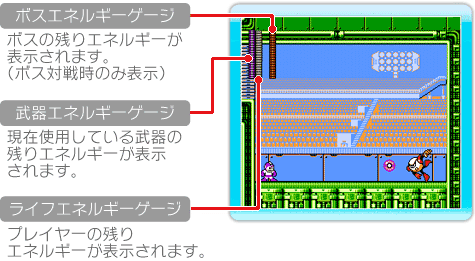 ボスエネルギーゲージ
ボスの残りエネルギーが
表示されます。
（ボス対戦時のみ表示）
武器エネルギーゲージ
現在使用している武器の
残りエネルギーが表示
されます。
ライフエネルギーゲージ
プレイヤーの残り
エネルギーが表示されます。